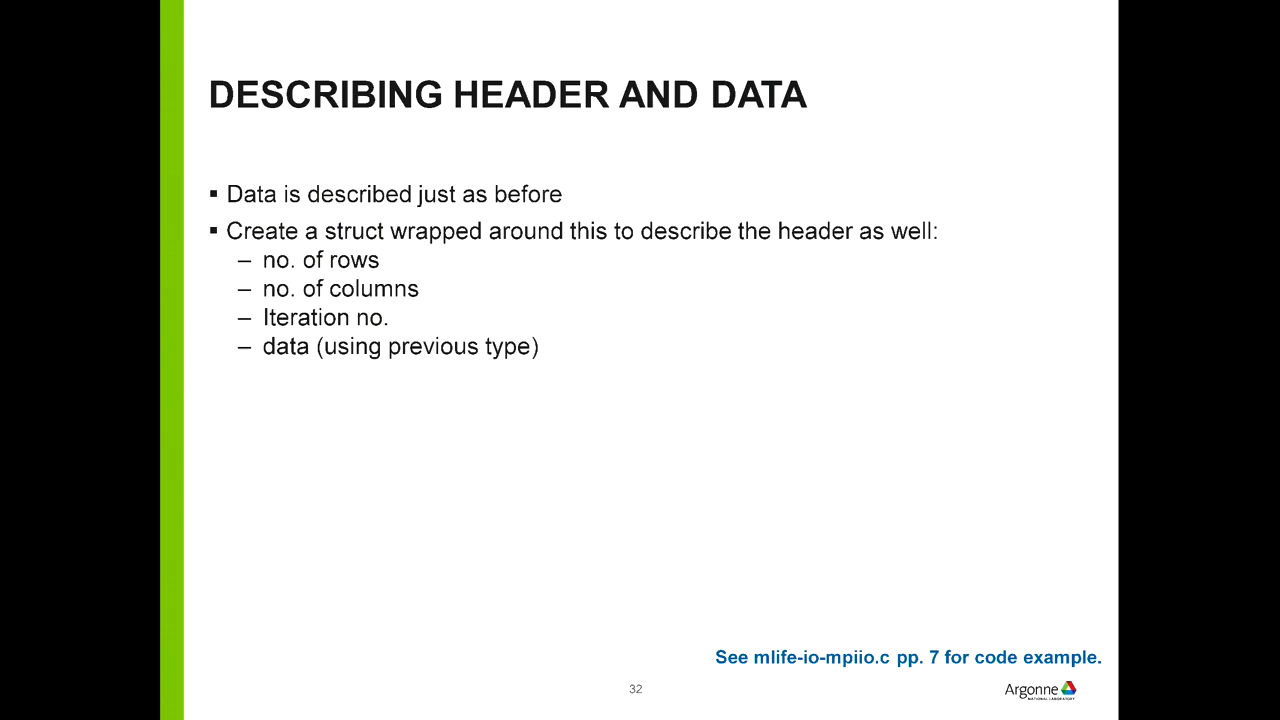 DESCRIBING HEADER AND DATA
▪ Data is described just as before
▪ Create a struct wrapped around this to describe the header as well:
– no. of rows
– no. of columns
– Iteration no.
– data (using previous type)
See mlife-io-mpiio.c pp. 7 for code example.
32
Argonne
NATIONAL LABORATORY